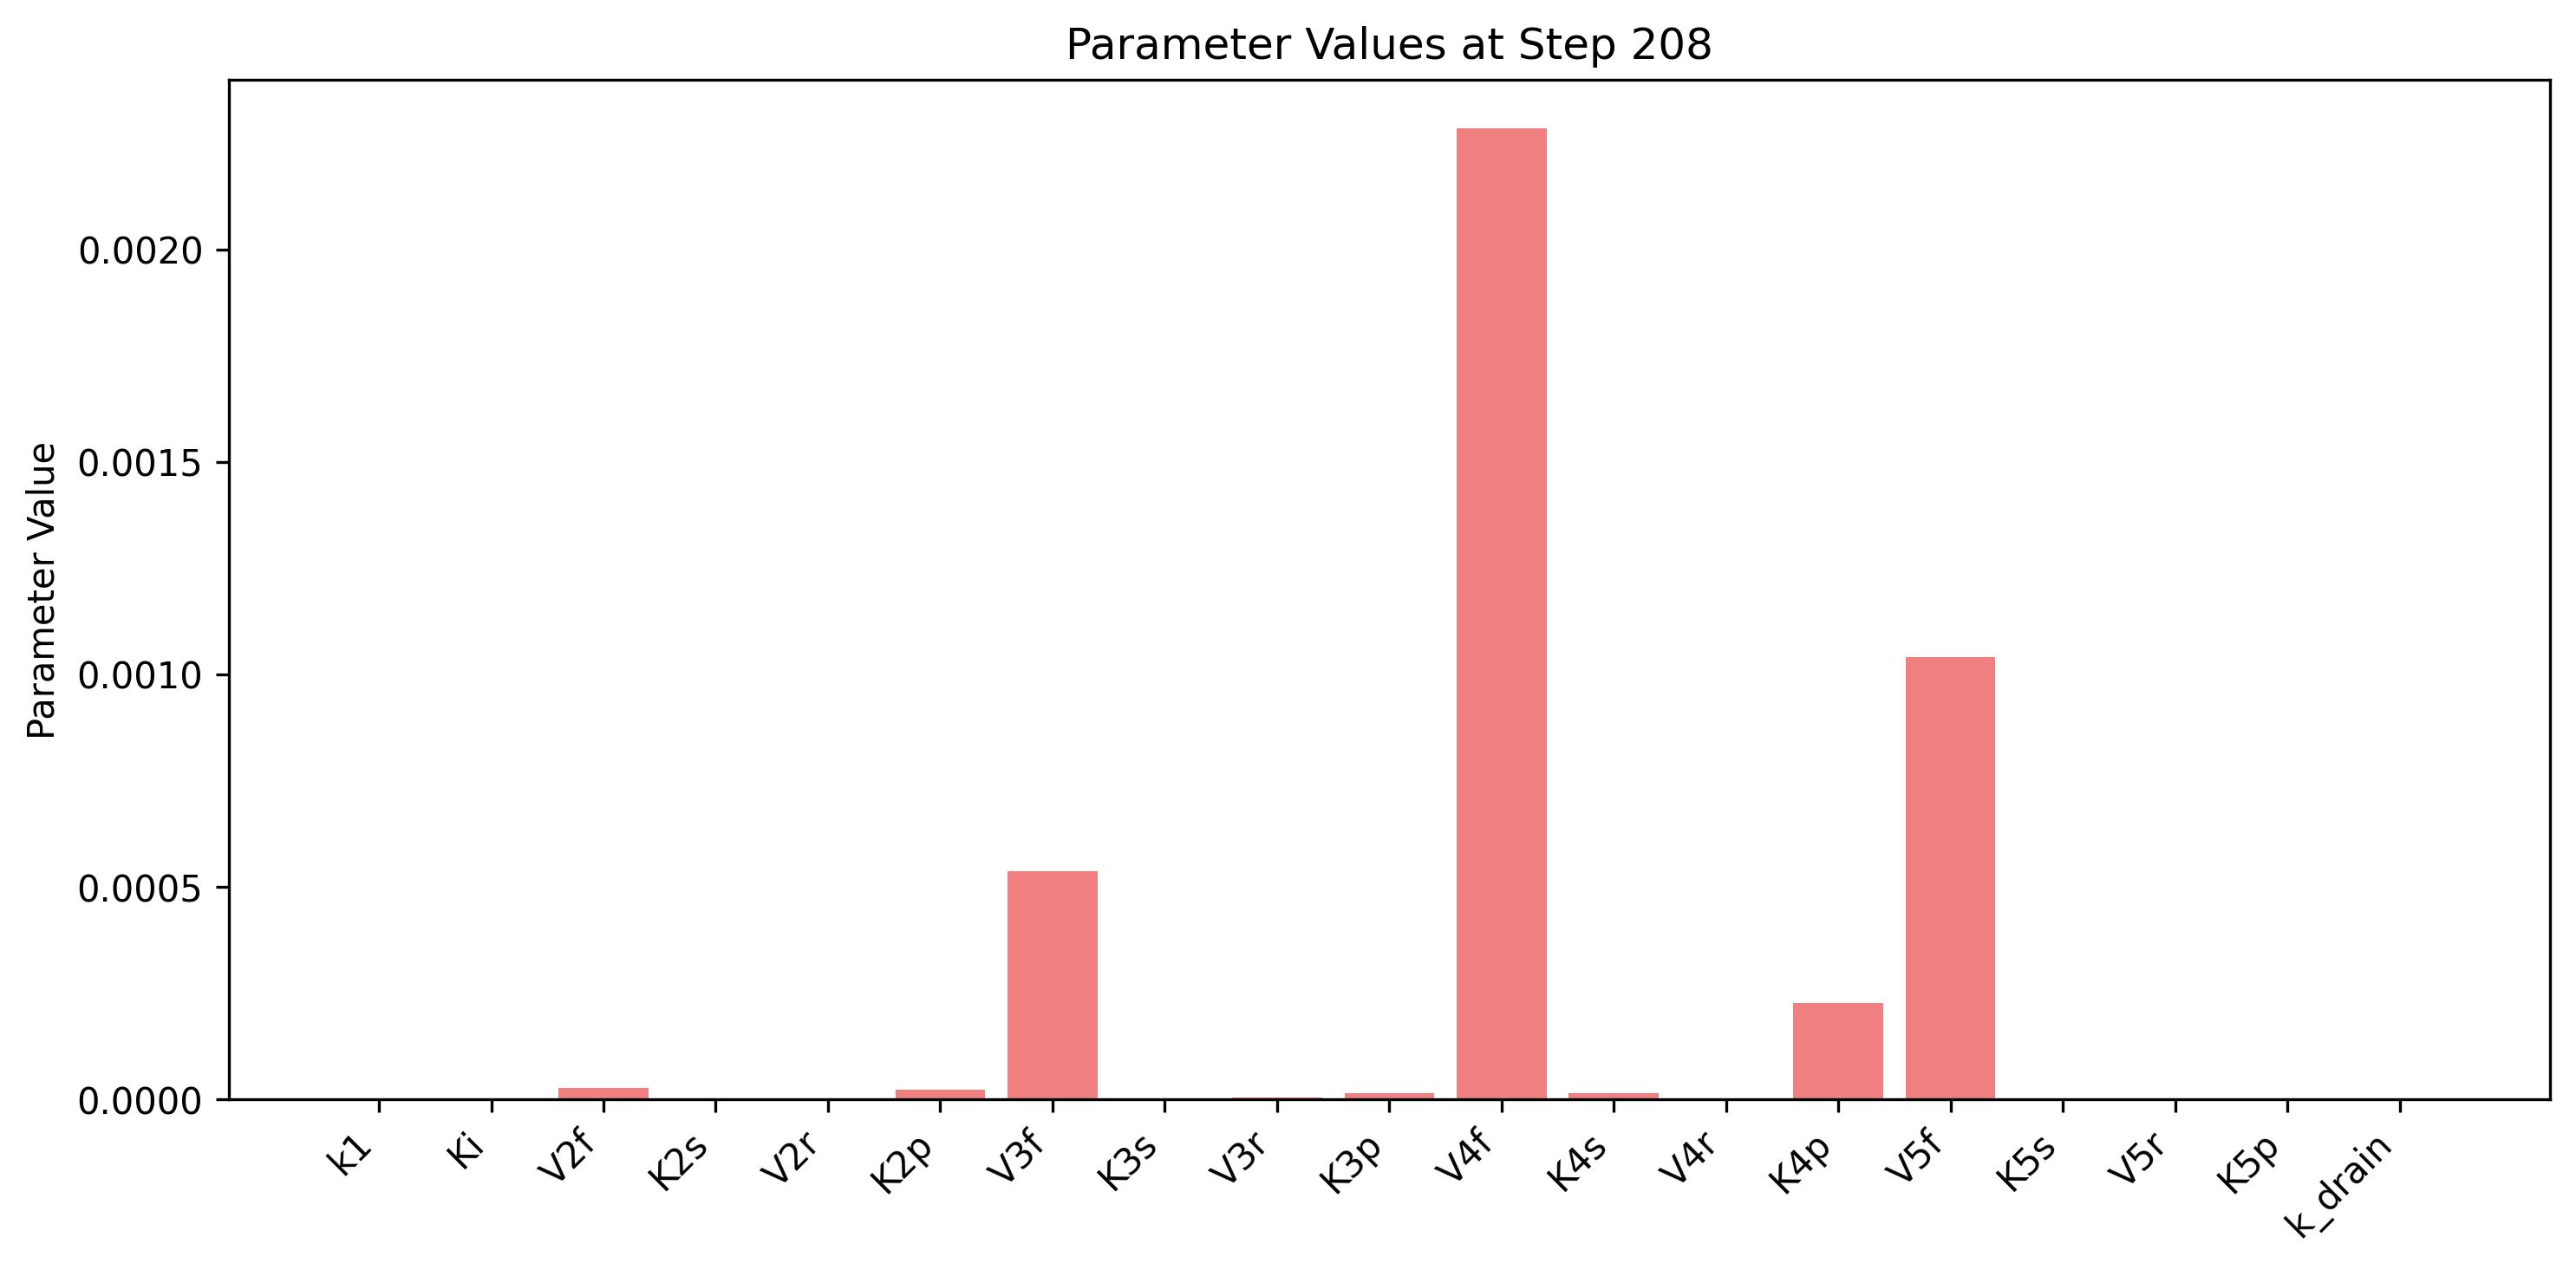 Parameter Values at Step 208
Parameter Value
0.0020
0.0015
0.0010
0.0005
0.0000
k1
Ki
V2f
K2s
V2r
K2p
V3f
K3s
V3r
K3p
V4f
K4s
V4r
K4p
V5f
K5s
V5r
K5p
k_drain